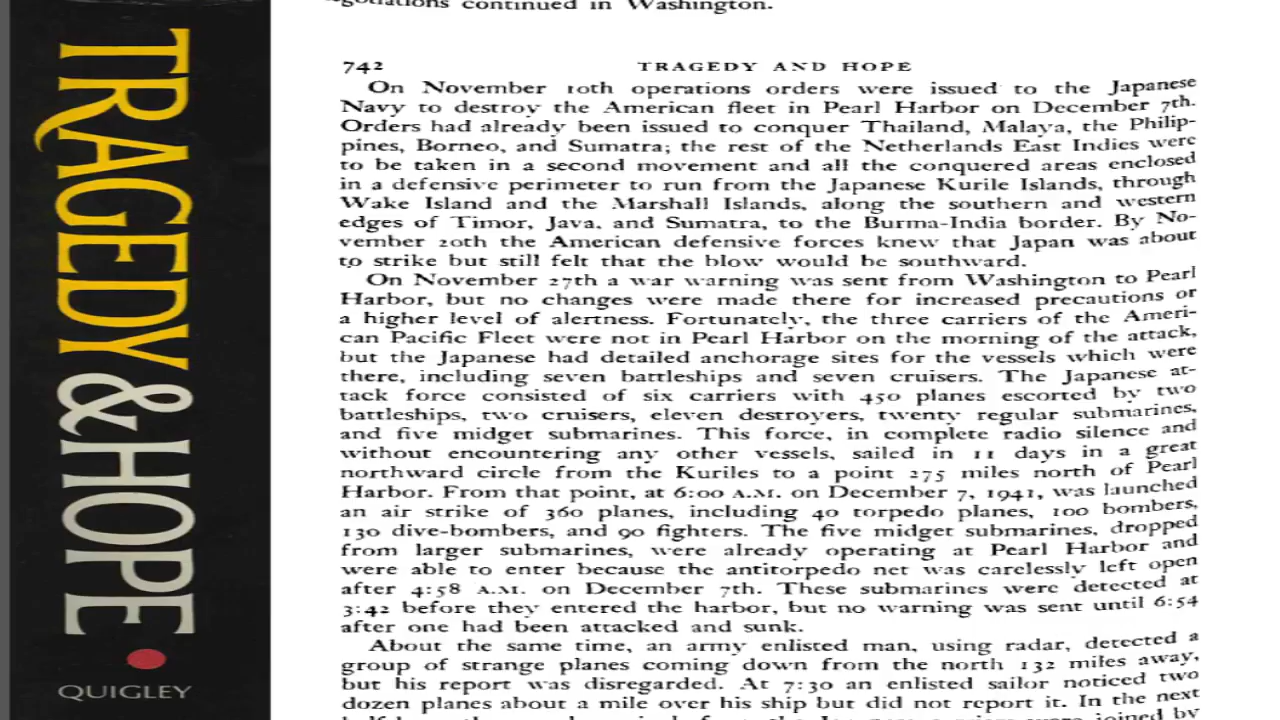 TRAGEDY & HOPE
QUIGLEY
continued in Washington.
742 TRAGEDY AND HOPE
On November 10th operations orders were issued to the Japanese
Navy to destroy the American fleet in Pearl Harbor on December 7th.
Orders had already been issued to conquer Thailand, Malaya, the Philip-
pines, Borneo, and Sumatra; the rest of the Netherlands East Indies were
to be taken in a second movement and all the conquered areas enclosed
in a defensive perimeter to run from the Japanese Kurile Islands, through
Wake Island and the Marshall Islands, along the southern and western
edges of Timor, Java, and Sumatra, to the Burma-India border. By No-
vember 20th the American defensive forces knew that Japan was about
to strike but still felt that the blow would be southward.
On November 27th a war warning was sent from Washington to Pearl
Harbor, but no changes were made there for increased precautions or
a higher level of alertness. Fortunately, the three carriers of the Ameri-
can Pacific Fleet were not in Pearl Harbor on the morning of the attack,
but the Japanese had detailed anchorage sites for the vessels which were
there, including seven battleships and seven cruisers. The Japanese at-
tack force consisted of six carriers with 450 planes escorted by two
battleships, two cruisers, eleven destroyers, twenty regular submarines,
and five midget submarines. This force, in complete radio silence and
without encountering any other vessels, sailed in 11 days in a great
northward circle from the Kuriles to a point 275 miles north of Pearl
Harbor. From that point, at 6:00 A.M. on December 7, 1941, was launched
an air strike of 360 planes, including 40 torpedo planes, 100 bombers,
130 dive-bombers, and 90 fighters. The five midget submarines, dropped
from larger submarines, were already operating at Pearl Harbor and
were able to enter because the antitorpedo net was carelessly left open
after 4:58 A.M. on December 7th. These submarines were detected at
3:42 before they entered the harbor, but no warning was sent until 6:54
after one had been attacked and sunk.
About the same time, an army enlisted man, using radar, detected a
group of strange planes coming down from the north 132 miles away,
but his report was disregarded. At 7:30 an enlisted sailor noticed two
dozen planes about a mile over his ship but did not report it. In the next
joined by